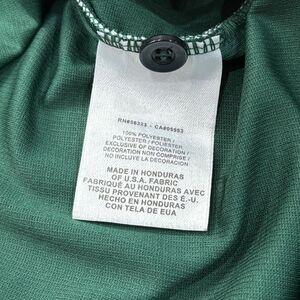 RN#56323 - CA#05553
100% POLYESTER /
POLYESTER / POLIESTER
EXCLUSIVE OF DECORATION /
DECORATION NON COMPRISE /
NO INCLUYE LA DECORACION
MADE IN HONDURAS
OF U.S.A. FABRIC
FABRIQUÉ AU HONDURAS AVEC
TISSU PROVENANT DES É.-U.
HECHO EN HONDURAS
CON TELA DE EUA